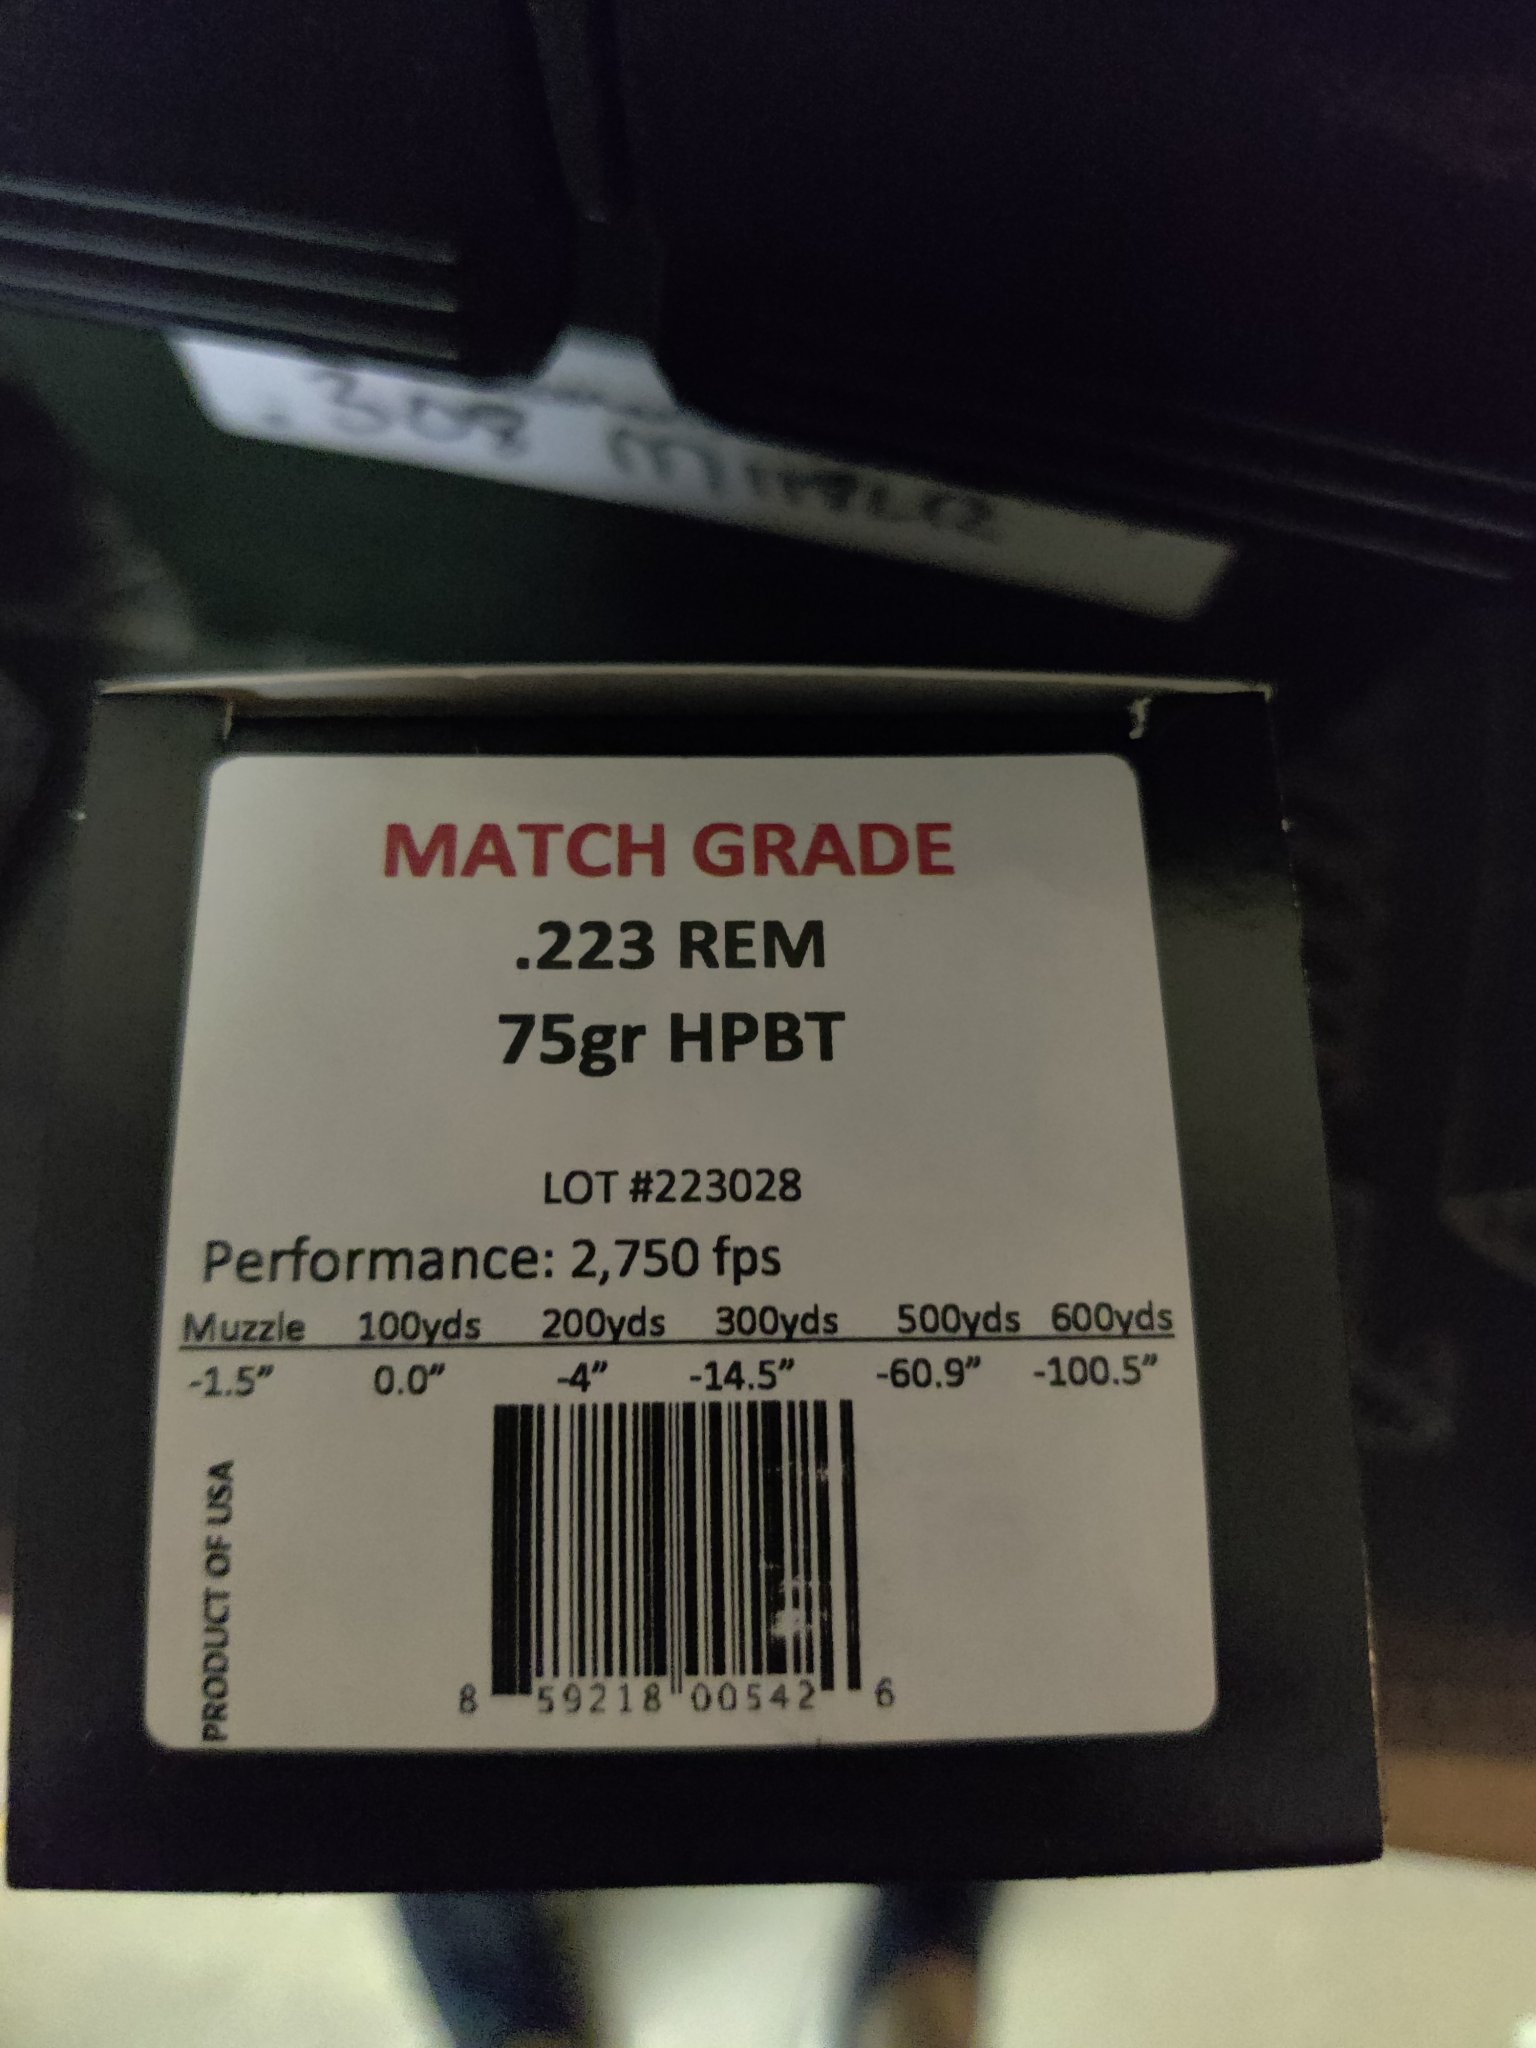 .308
MATCH GRADE
.223 REM
75gr HPBT
LOT #223028
Performance: 2,750 fps
Muzzle 100yds 200yds 300yds 500yds 600yds
-1.5” 0.0” -4” -14.5” -60.9” -100.5”
PRODUCT OF USA
8 59218 00542 6